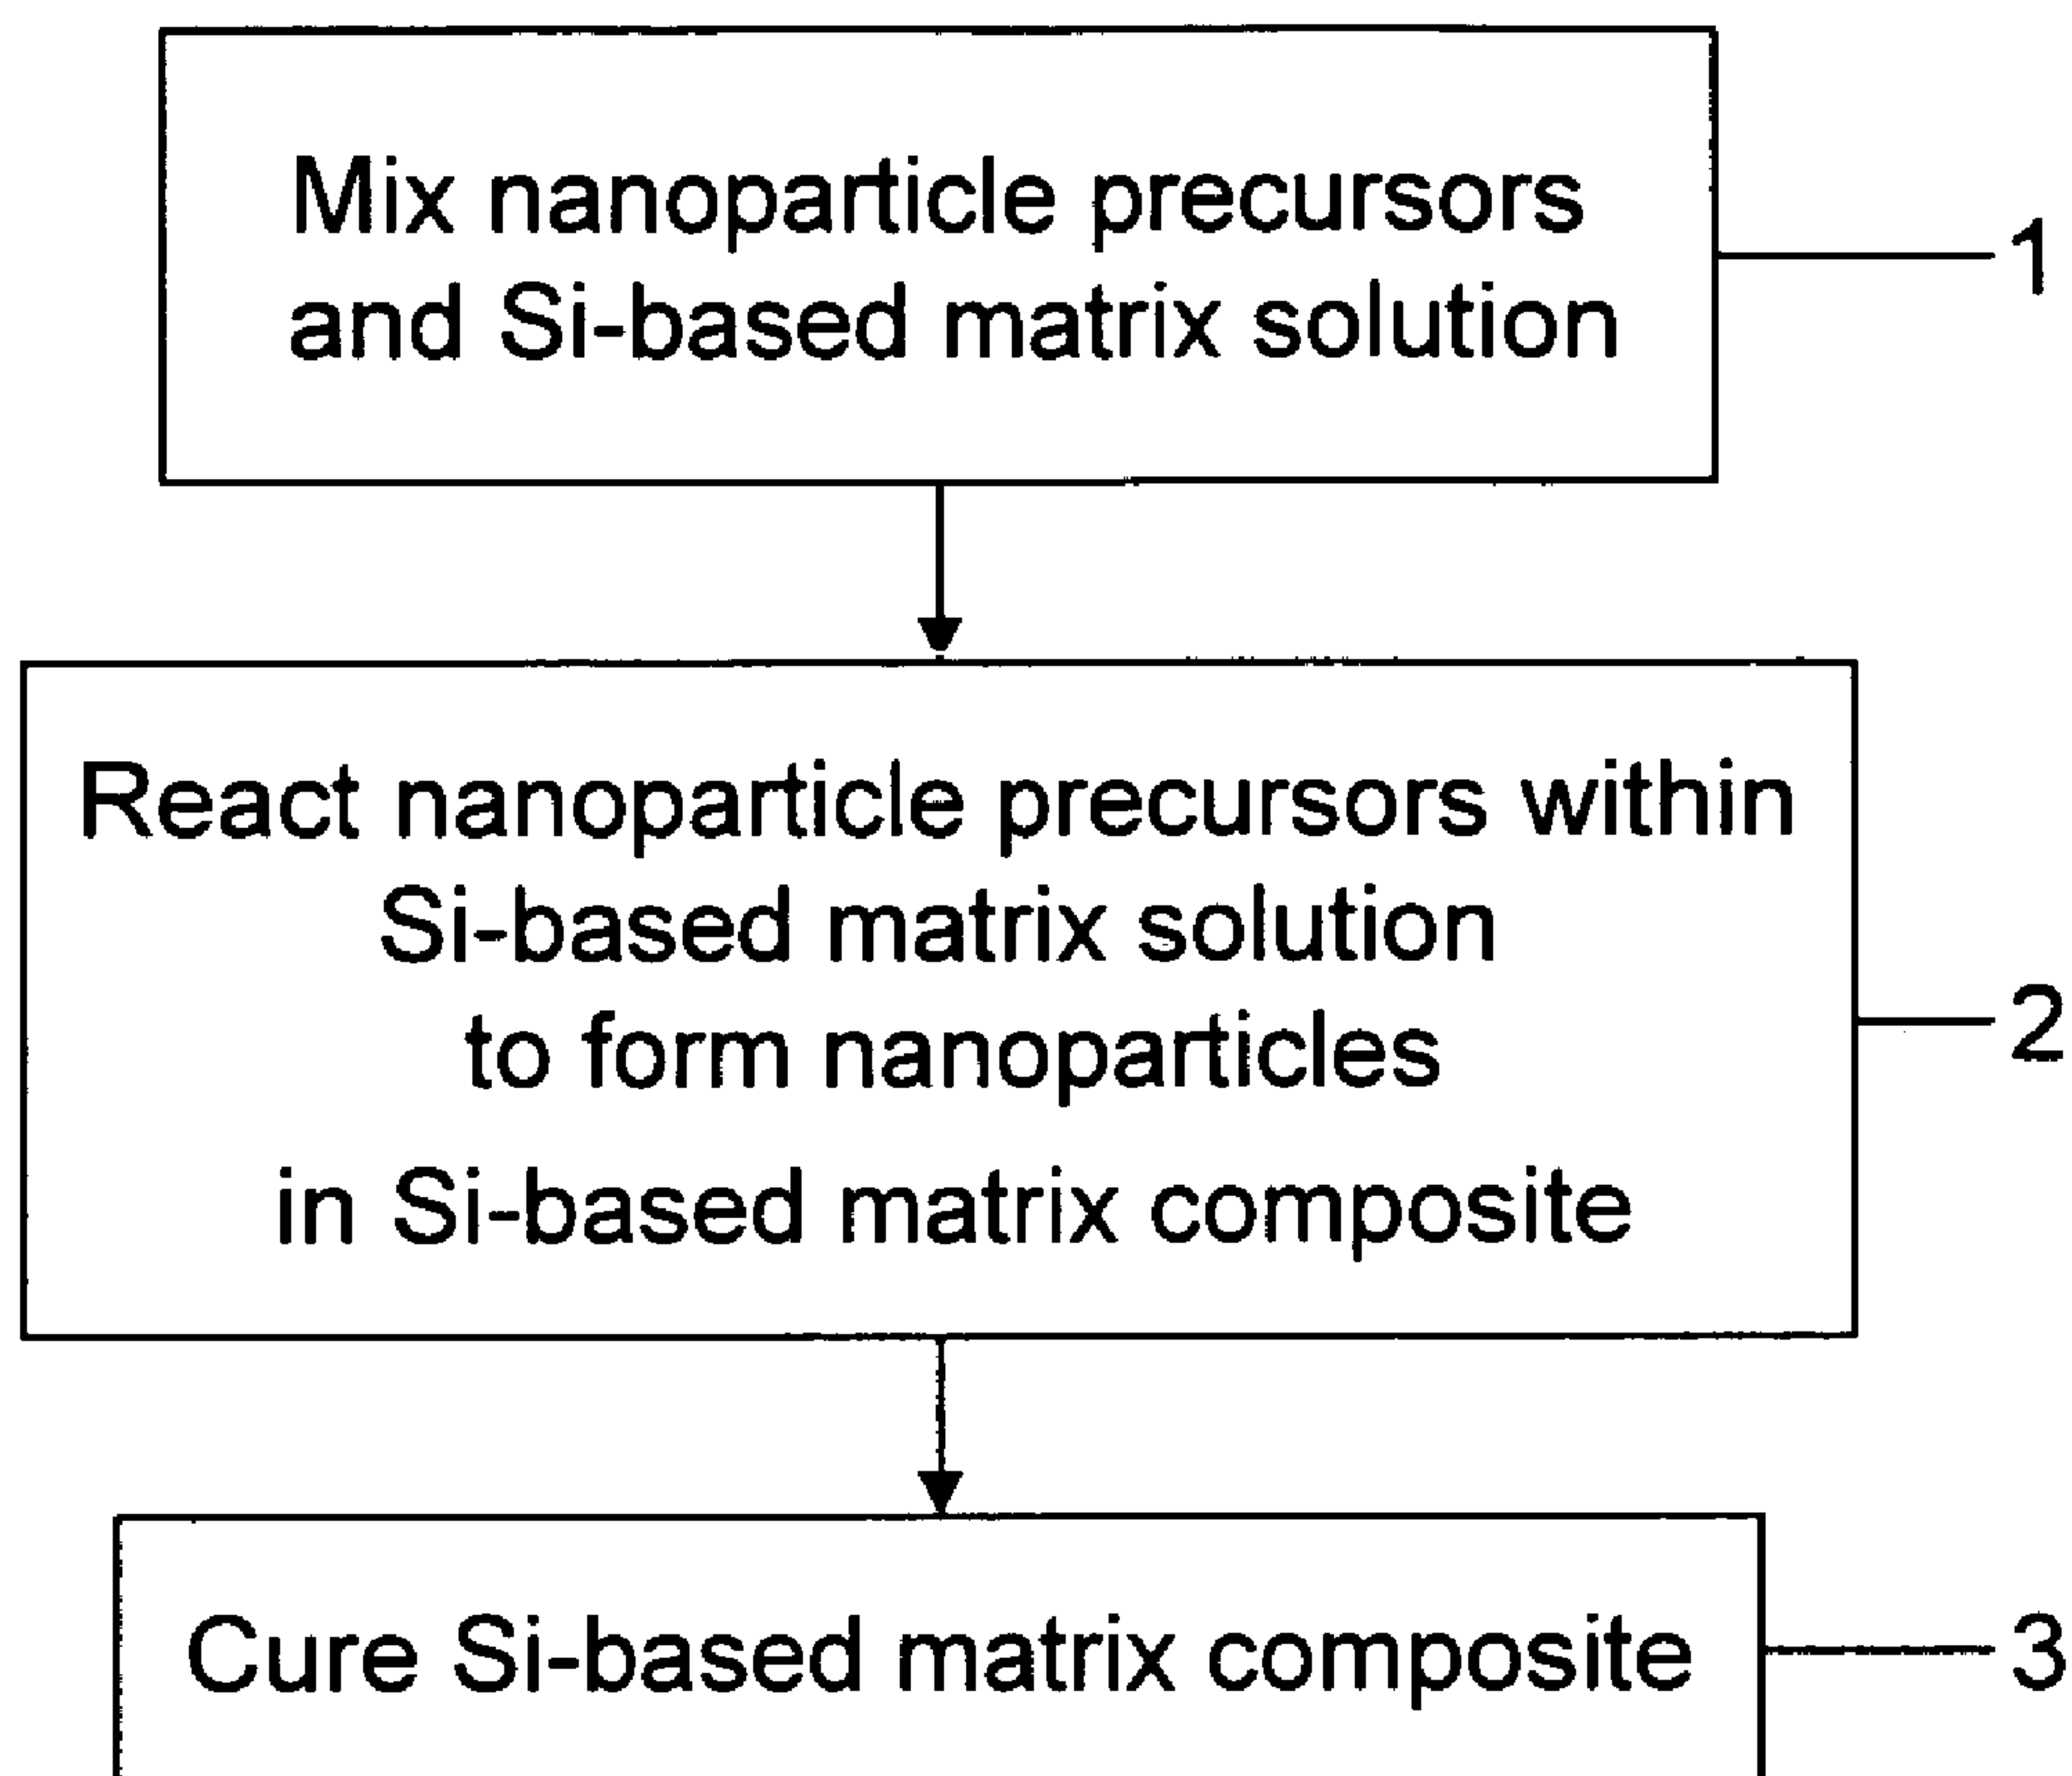 Mix nanoparticle precursors
and Si-based matrix solution
1
React nanoparticle precursors within
Si-based matrix solution
to form nanoparticles
in Si-based matrix composite
2
Cure Si-based matrix composite
3